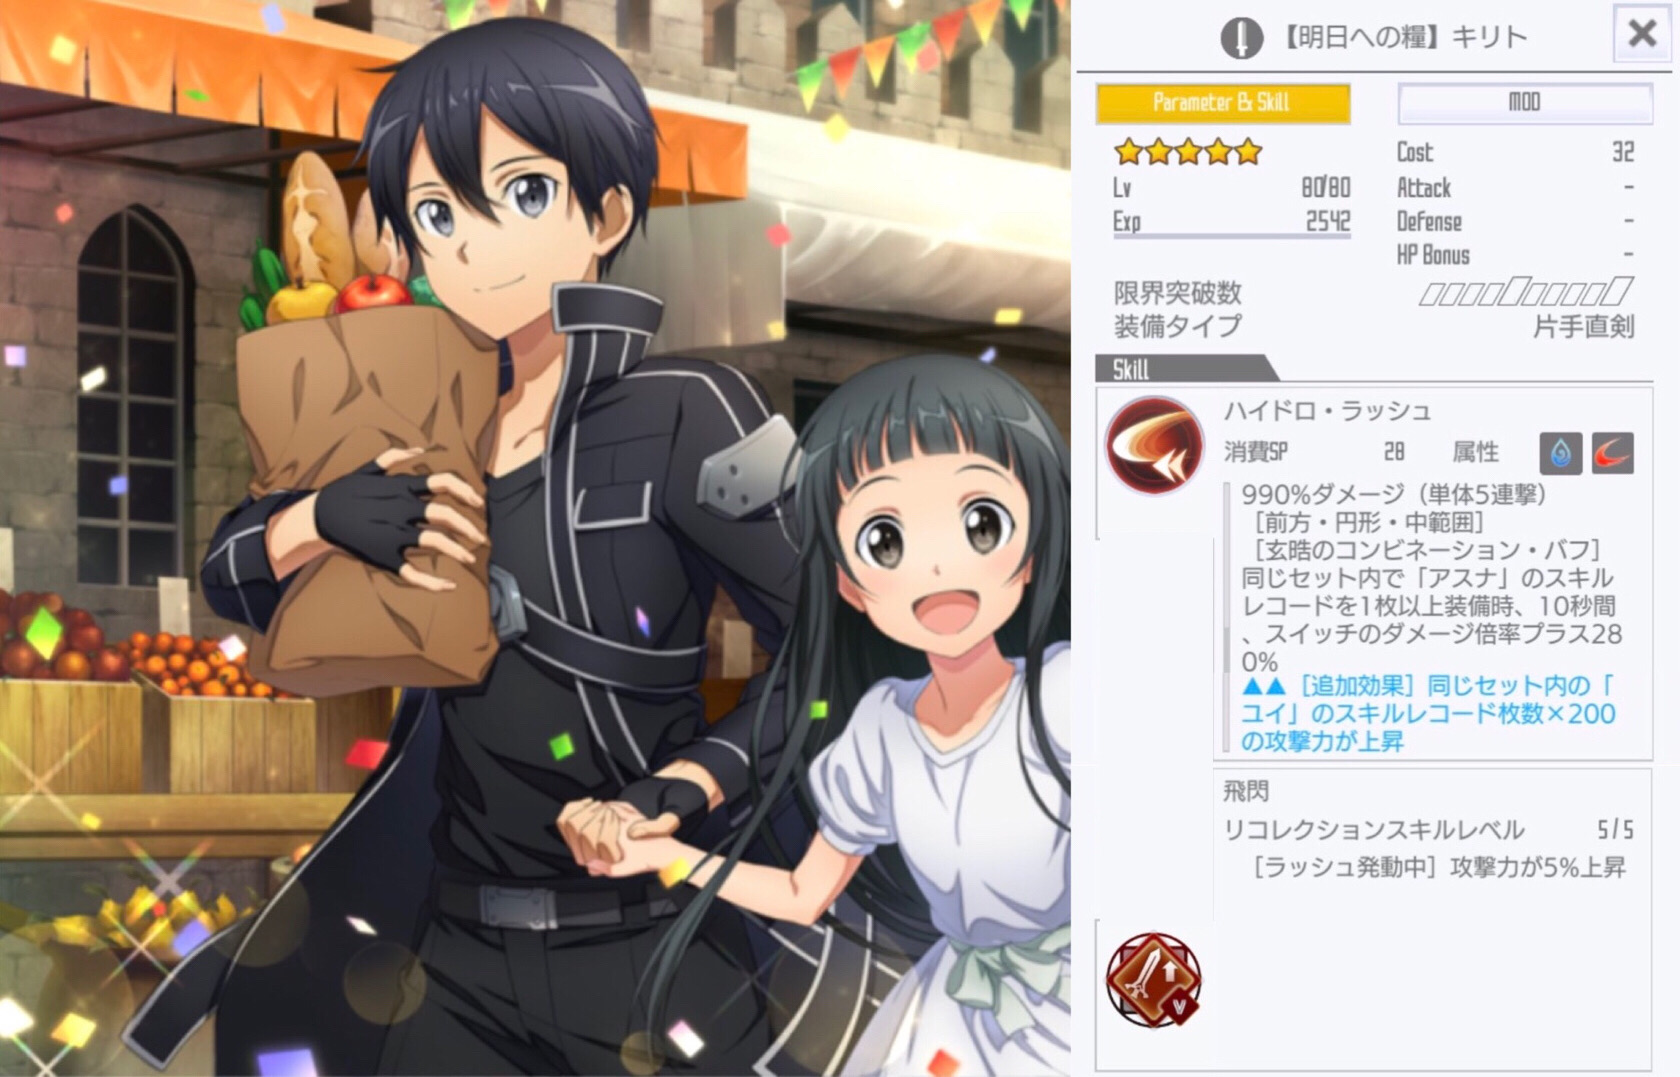 【明日への糧】キリト
Parameter & Skill
MOD
Lv 80/80
Exp 2542
Cost 32
Attack -
Defense -
HP Bonus -
限界突破数
装備タイプ 片手直剣
Skill
ハイドロ・ラッシュ
消費SP 28 属性
990%ダメージ（単体5連撃）
［前方・円形・中範囲］
［玄晧のコンビネーション・バフ］
同じセット内で「アスナ」のスキル
レコードを1枚以上装備時、10秒間
、スイッチのダメージ倍率プラス28
0%
▲▲［追加効果］同じセット内の「
ユイ」のスキルレコード枚数×200
の攻撃力が上昇
飛閃
リコレクションスキルレベル 5/5
［ラッシュ発動中］攻撃力が5%上昇
V